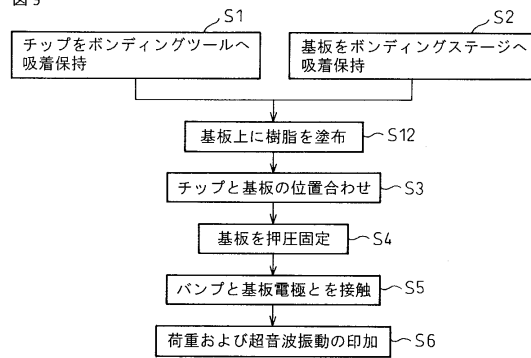 S1
S2
チップをボンディングツールへ
吸着保持
基板をボンディングステージへ
吸着保持
基板上に樹脂を塗布
S12
チップと基板の位置合わせ
S3
基板を押圧固定
S4
バンプと基板電極とを接触
S5
荷重および超音波振動の印加
S6